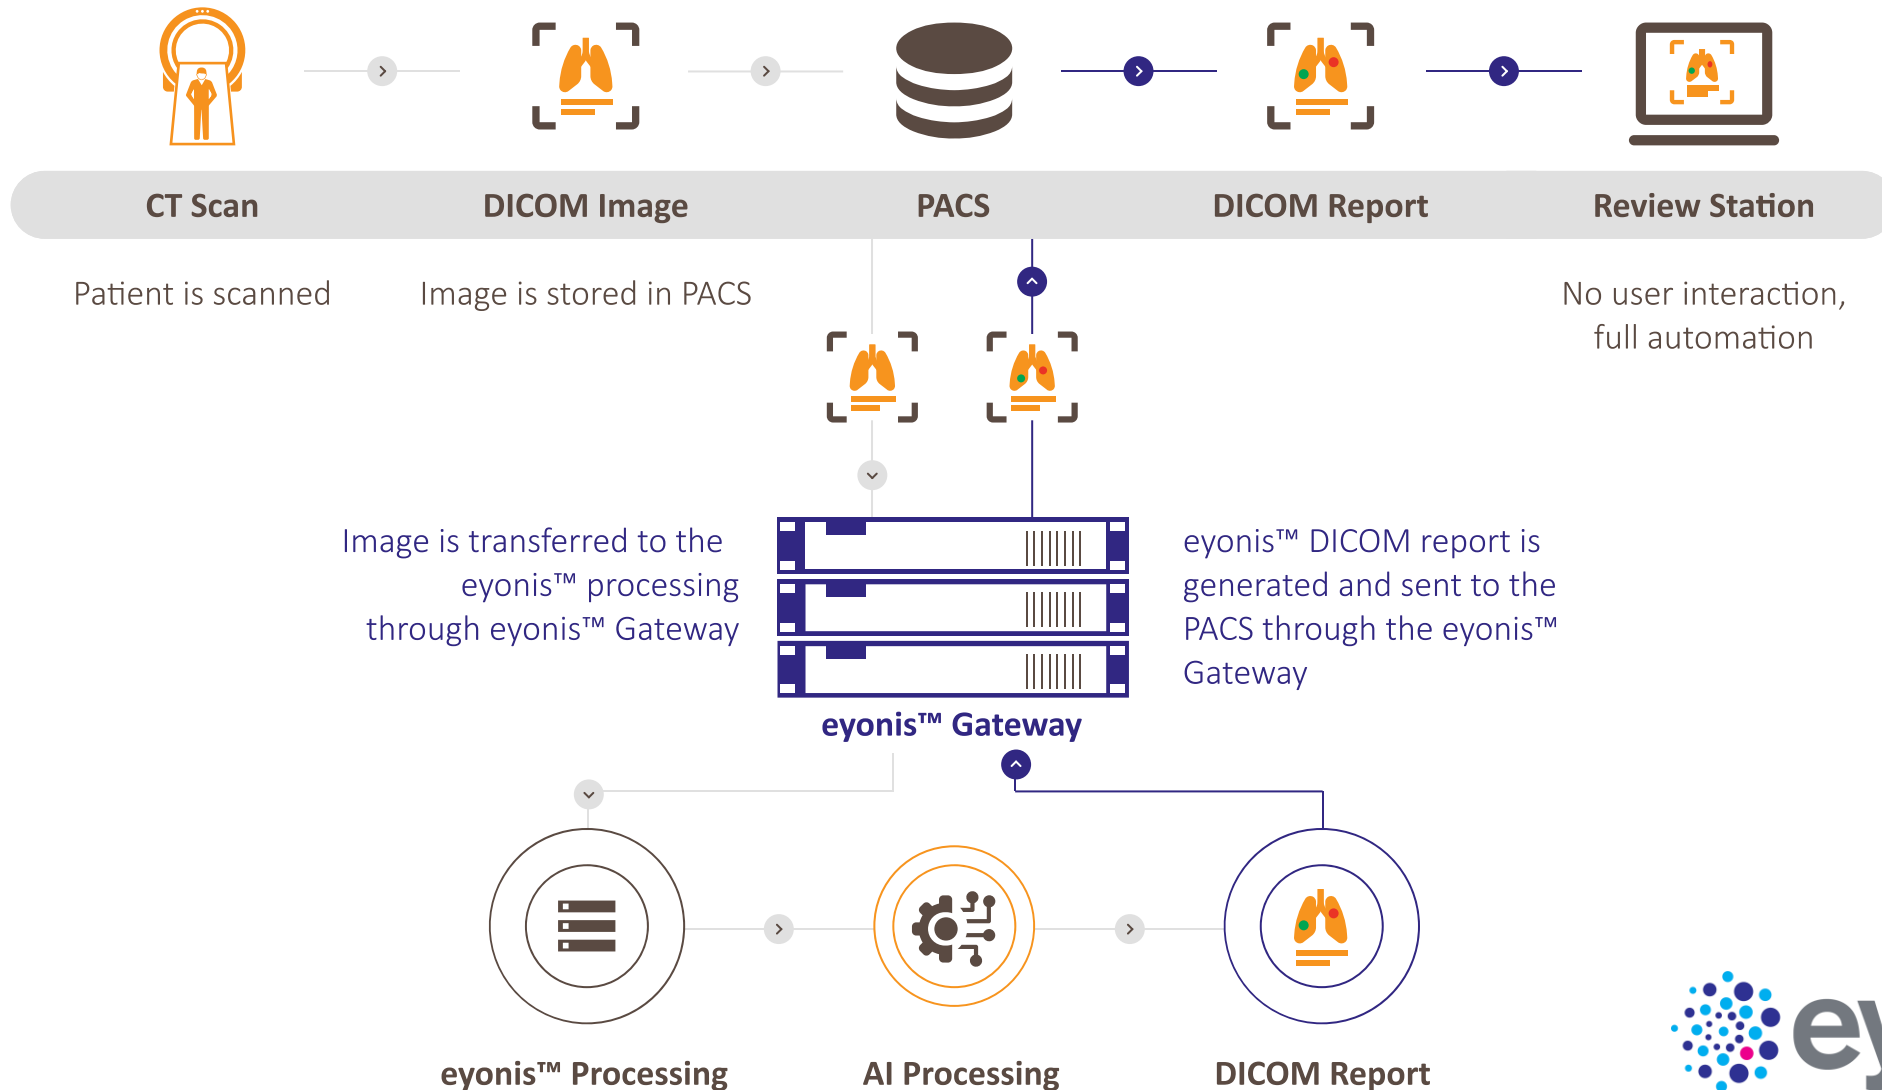 CT Scan
DICOM Image
PACS
DICOM Report
Review Station
Patient is scanned
Image is stored in PACS
No user interaction,
full automation
Image is transferred to the
eyonis™ processing
through eyonis™ Gateway
eyonis™ DICOM report is
generated and sent to the
PACS through the eyonis™
Gateway
eyonis™ Gateway
eyonis™ Processing
AI Processing
DICOM Report
ey